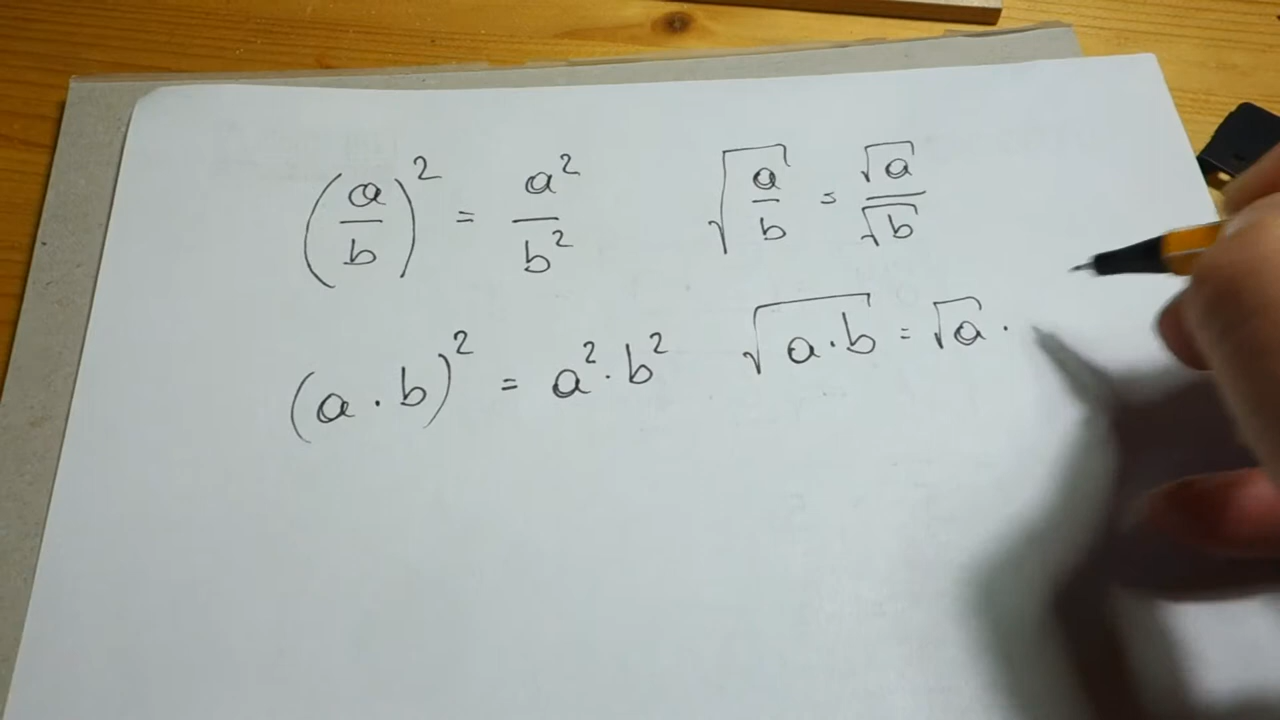 (a/b)² = a²/b² √(a/b) = √a/√b
(a · b)² = a² · b² √(a · b) = √a ·